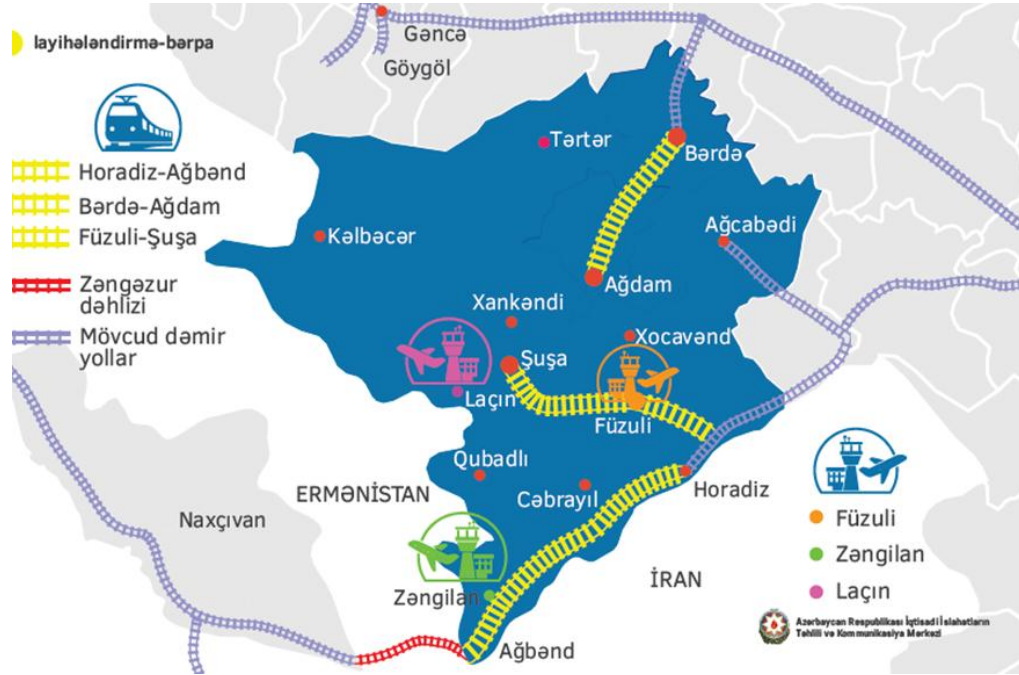 layihələndirmə-bərpa
Horadiz-Ağbənd
Bərdə-Ağdam
Füzuli-Şuşa
Zəngəzur
dəhlizi
Mövcud dəmir
yollar
Gəncə
Göygöl
Tərtər
Bərdə
Ağcabədi
Kəlbəcər
Ağdam
Xankəndi
Xocavənd
Şuşa
Laçın
Füzuli
Qubadlı
Cəbrayıl
Horadiz
ERMƏNİSTAN
Naxçıvan
İRAN
Zəngilan
Ağbənd
Füzuli
Zəngilan
Laçın
Azərbaycan Respublikası İqtisadi İslahatların
Təhlili və Kommunikasiya Mərkəzi